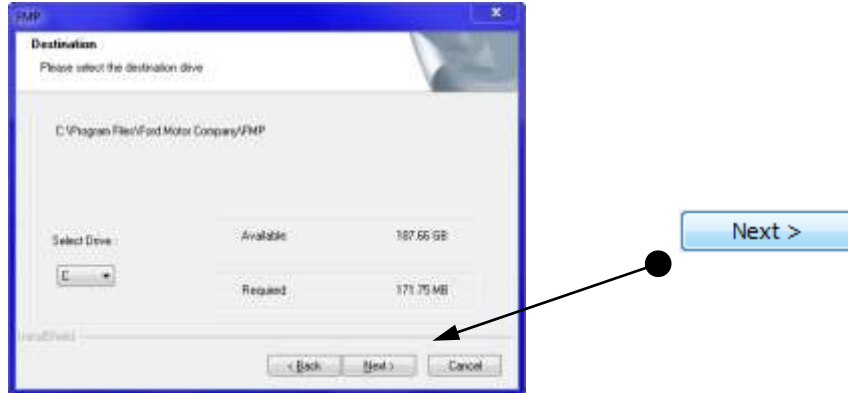 FMP
x
Destination
Please select the destination drive
C:\Program Files\Ford Motor Company\FMP
Select Drive :
Available: 187.66 GB
C
Required: 171.75 MB
InstallShield
< Back Next > Cancel
Next >